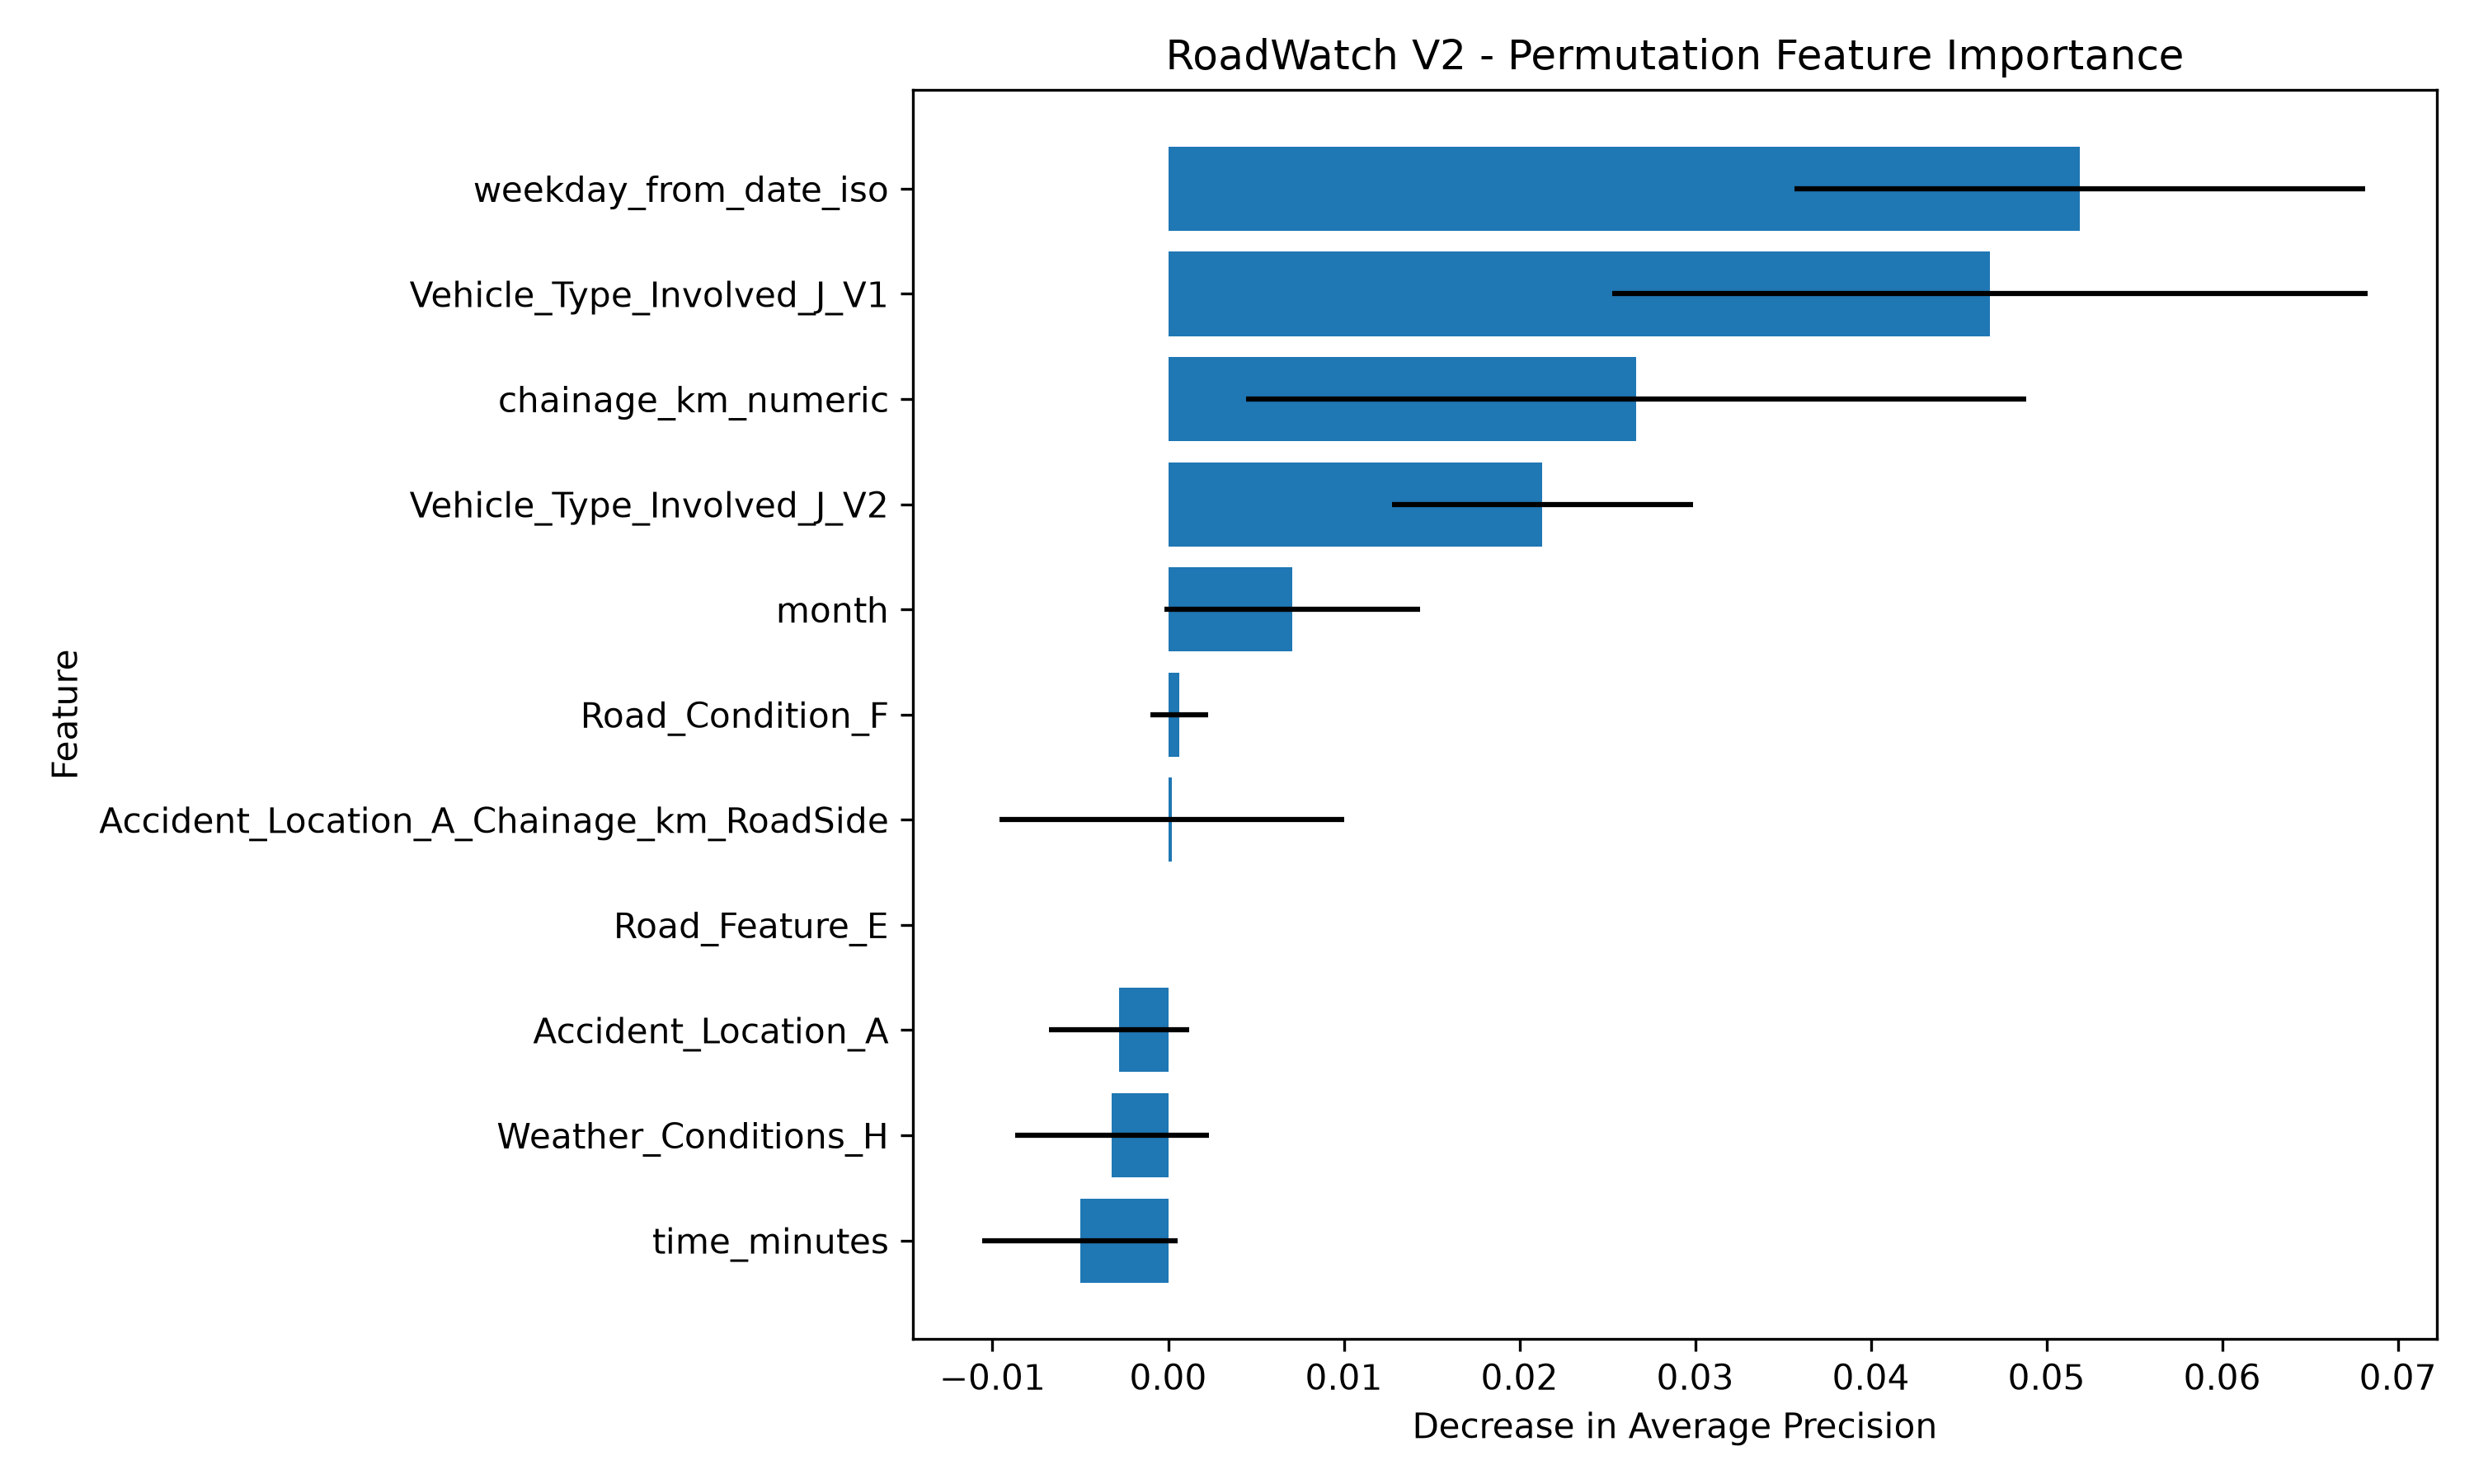 RoadWatch V2 - Permutation Feature Importance
Feature
weekday_from_date_iso
Vehicle_Type_Involved_J_V1
chainage_km_numeric
Vehicle_Type_Involved_J_V2
month
Road_Condition_F
Accident_Location_A_Chainage_km_RoadSide
Road_Feature_E
Accident_Location_A
Weather_Conditions_H
time_minutes
−0.01 0.00 0.01 0.02 0.03 0.04 0.05 0.06 0.07
Decrease in Average Precision